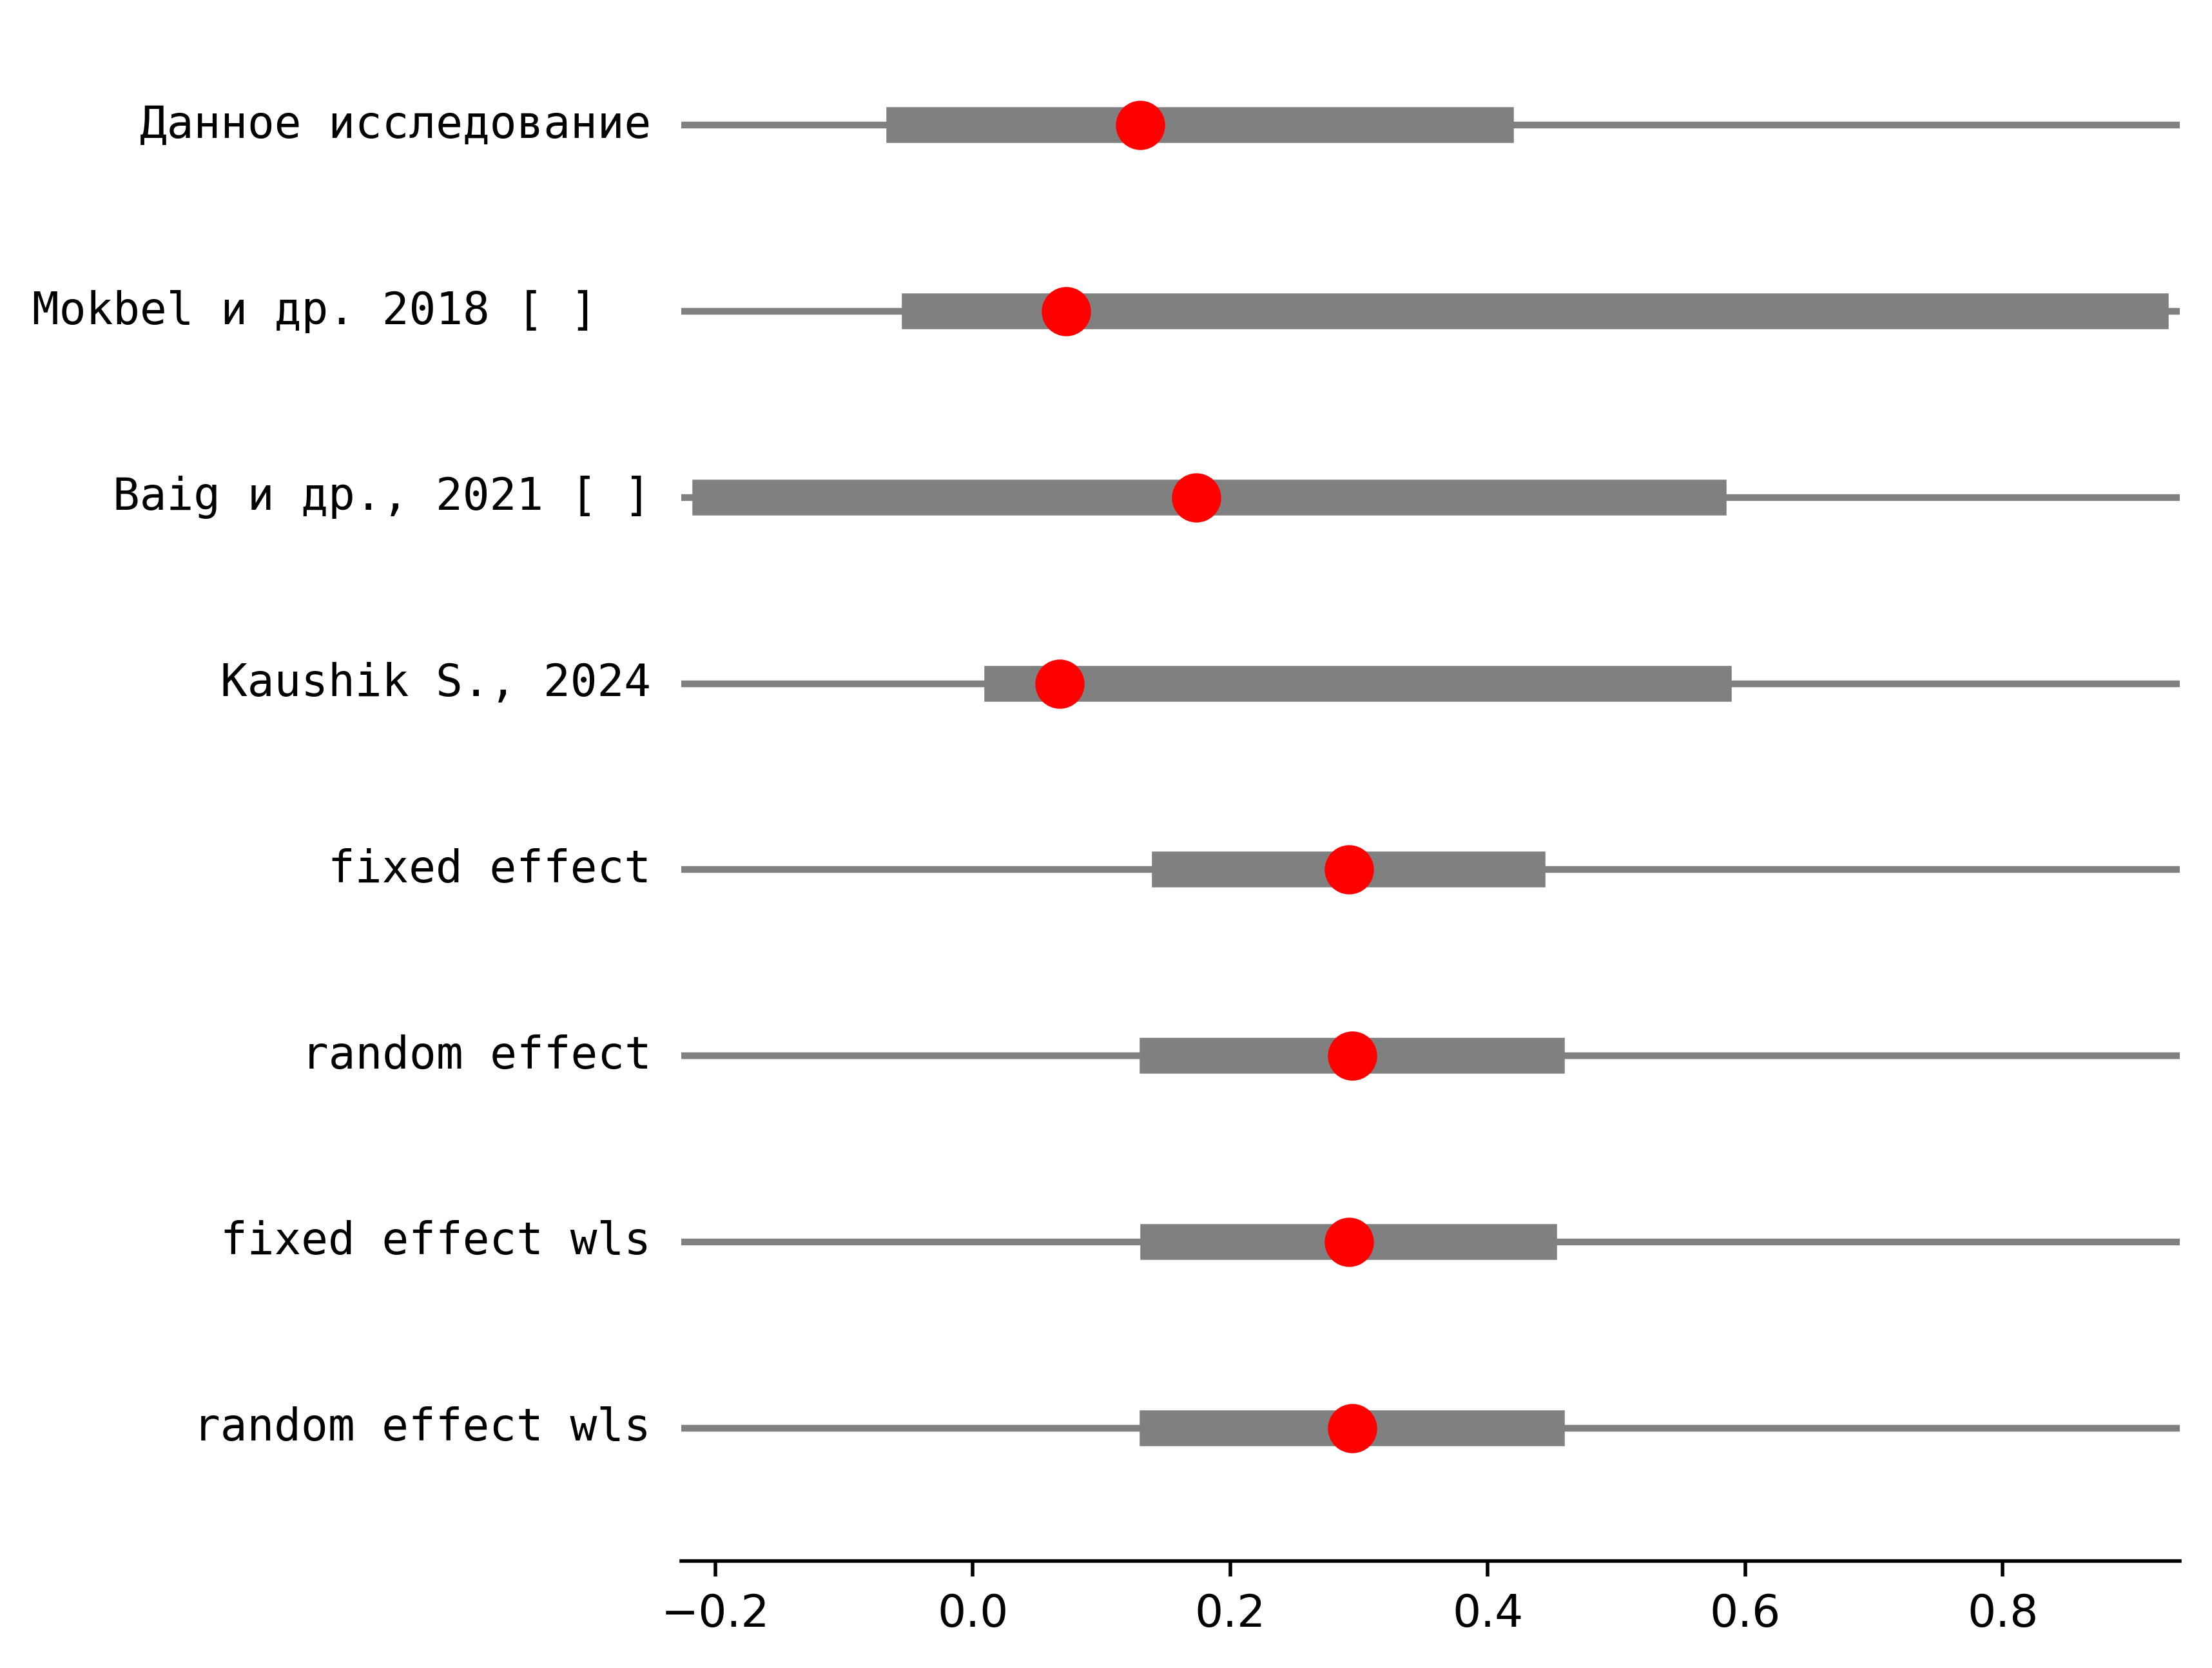 Данное исследование
Mokbel и др. 2018 [ ]
Baig и др., 2021 [ ]
Kaushik S., 2024
fixed effect
random effect
fixed effect wls
random effect wls
−0.2 0.0 0.2 0.4 0.6 0.8